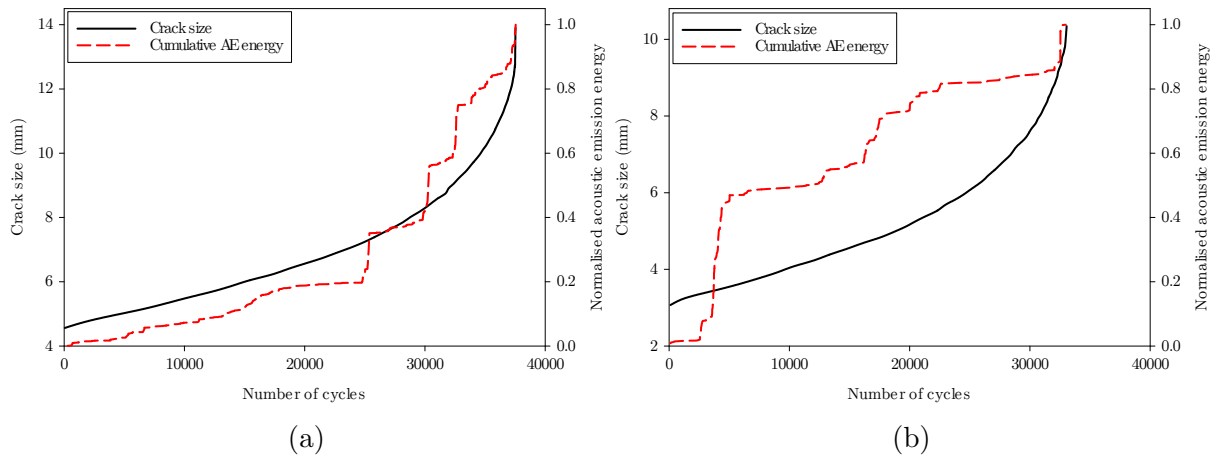 14
12
10
8
6
4
Crack size (mm)
Crack size
Cumulative AE energy
1.0
0.8
0.6
0.4
0.2
0.0
Normalised acoustic emission energy
0
10000
20000
30000
40000
Number of cycles
(a)
10
8
6
4
2
Crack size (mm)
Crack size
Cumulative AE energy
1.0
0.8
0.6
0.4
0.2
0.0
Normalised acoustic emission energy
0
10000
20000
30000
40000
Number of cycles
(b)